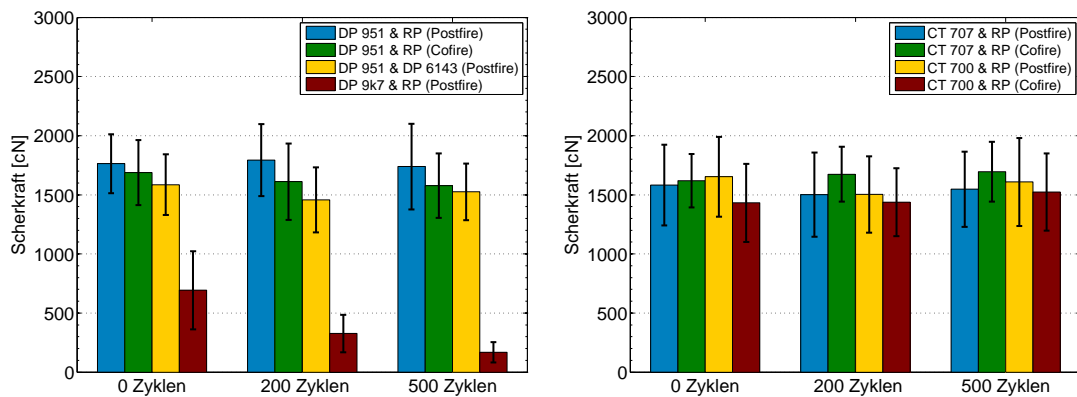 3000
2500
2000
1500
1000
500
0
Scherkraft [cN]
DP 951 & RP (Postfire)
DP 951 & RP (Cofire)
DP 951 & DP 6143 (Postfire)
DP 9k7 & RP (Postfire)
0 Zyklen
200 Zyklen
500 Zyklen
3000
2500
2000
1500
1000
500
0
Scherkraft [cN]
CT 707 & RP (Postfire)
CT 707 & RP (Cofire)
CT 700 & RP (Postfire)
CT 700 & RP (Cofire)
0 Zyklen
200 Zyklen
500 Zyklen